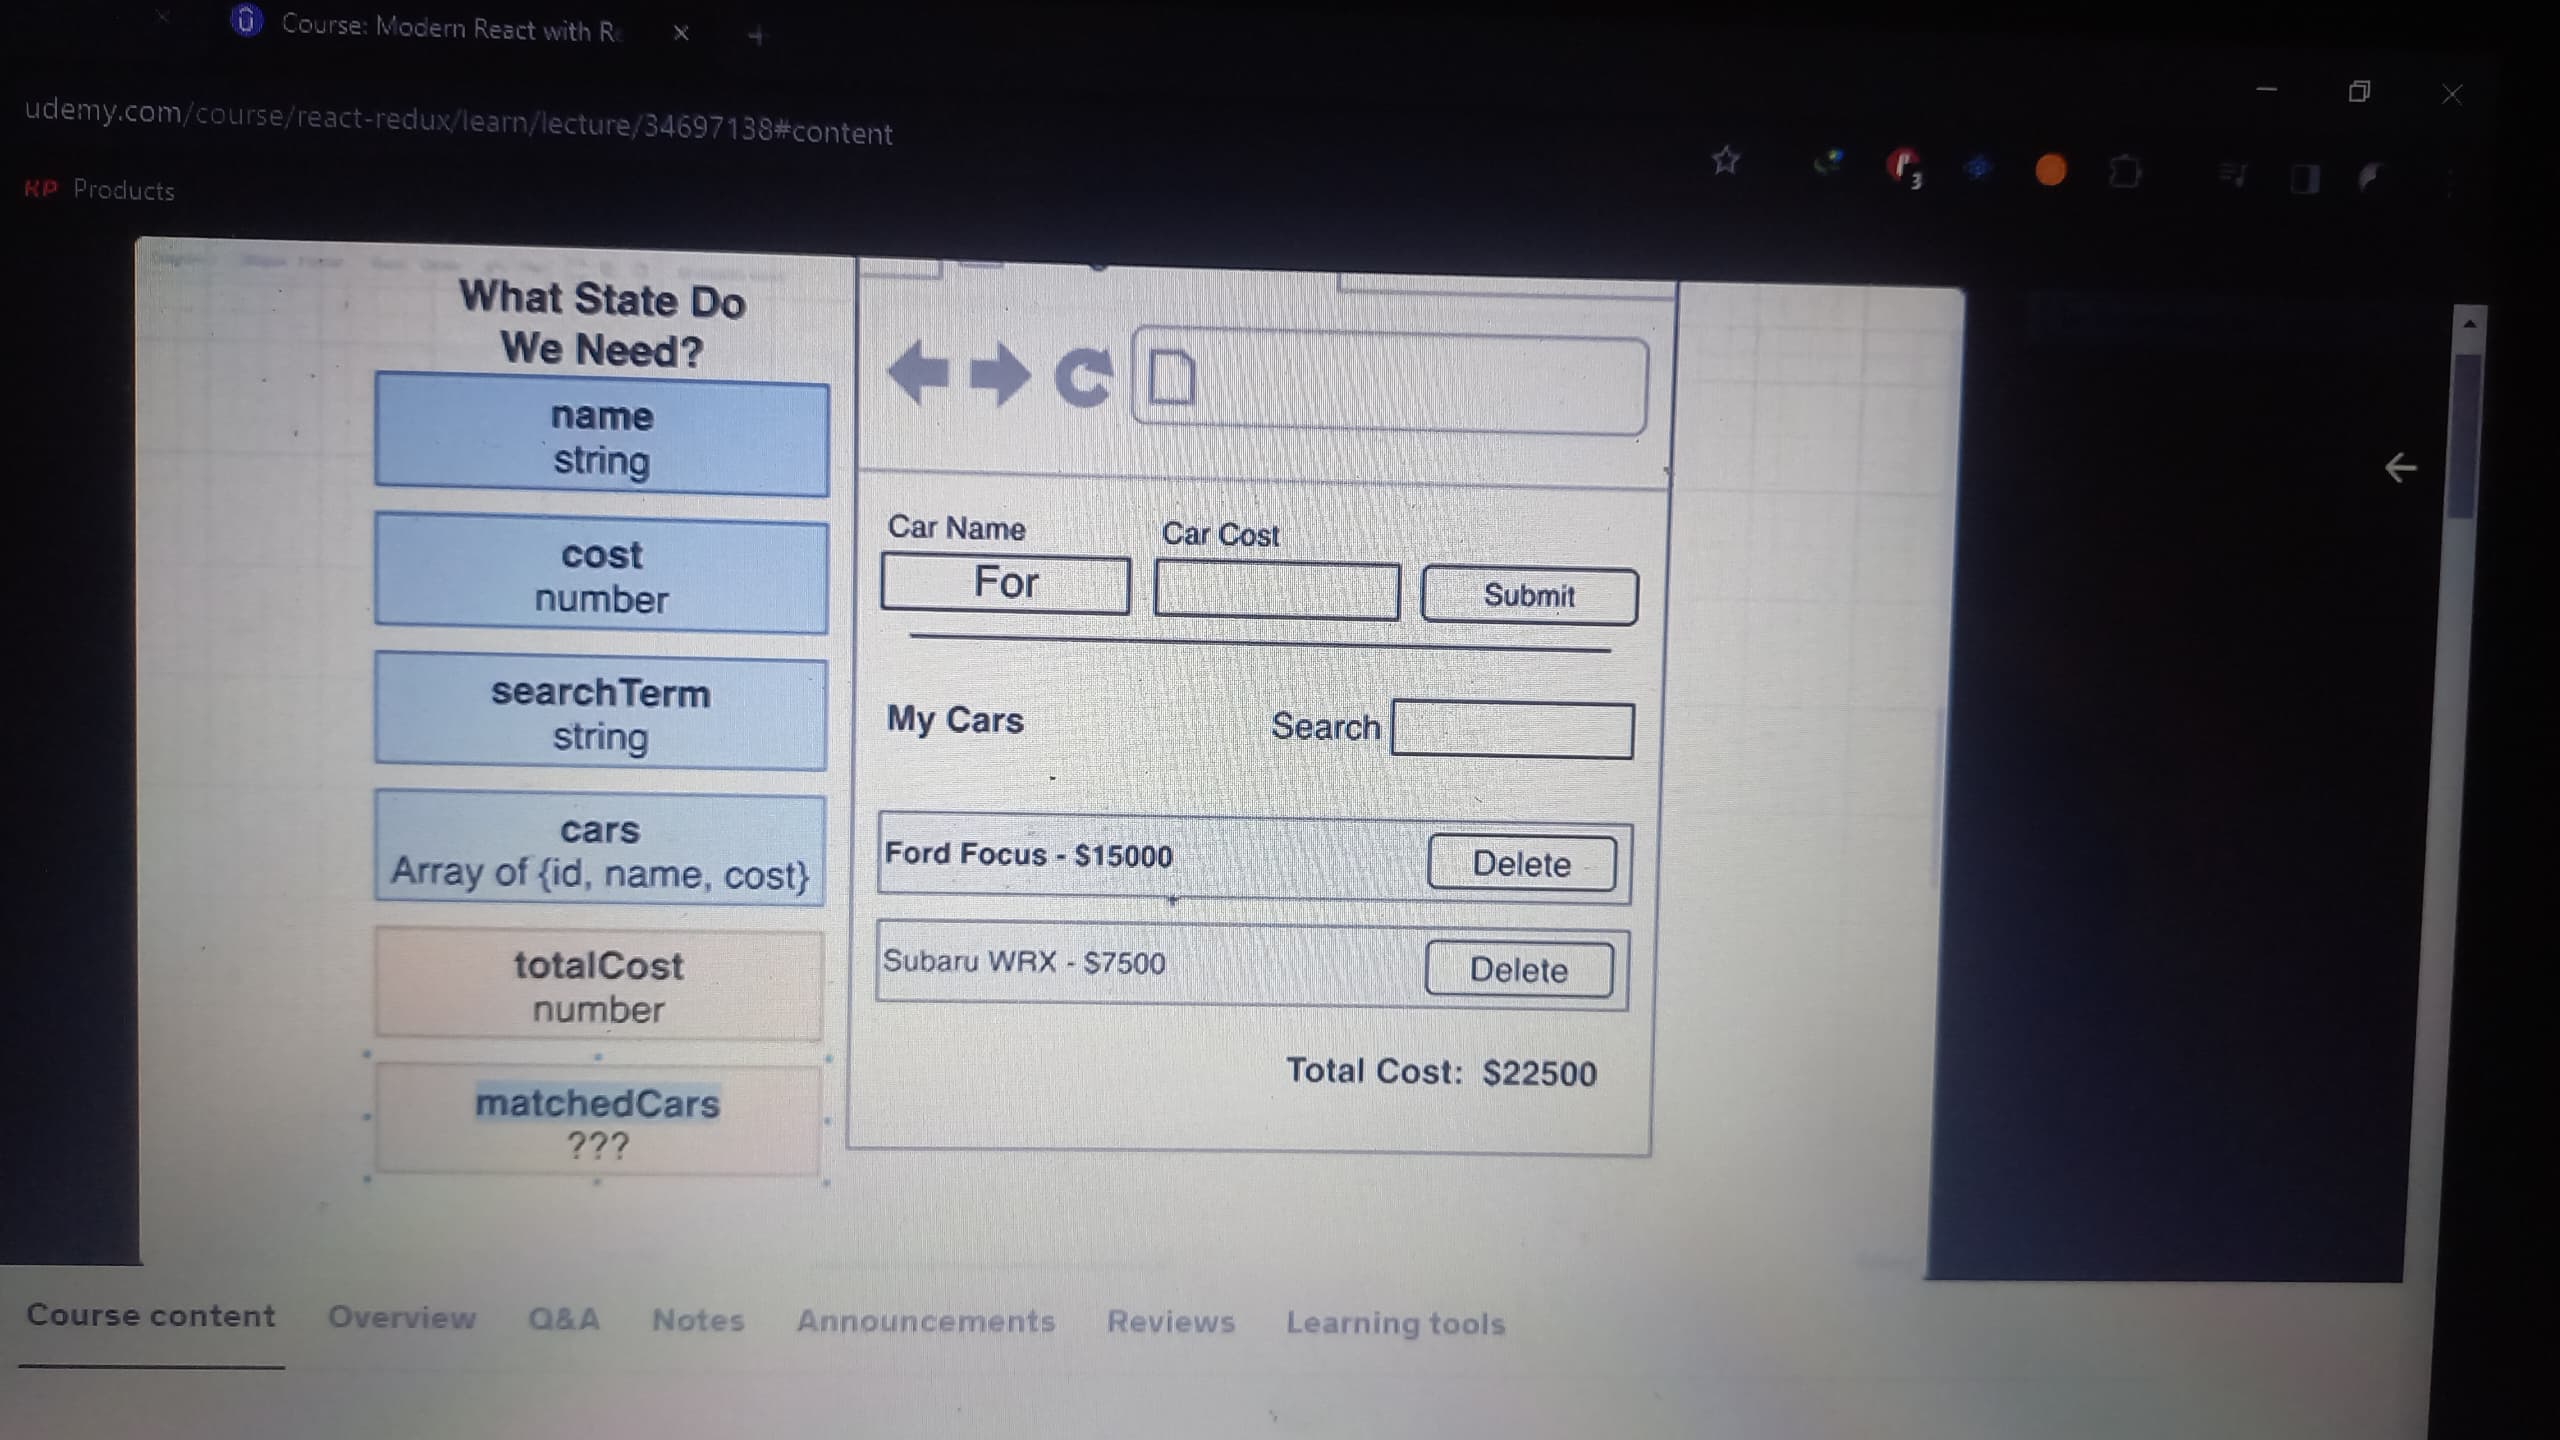 Course: Modern React with R
udemy.com/course/react-redux/learn/lecture/34697138#content
3
KP Products
What State Do
We Need?
name
string
cost
number
searchTerm
string
cars
Array of {id, name, cost}
totalCost
number
matchedCars
???
Car Name
Car Cost
For
Submit
My Cars
Search
Ford Focus - $15000
Delete
Subaru WRX - $7500
Delete
Total Cost: $22500
Course content Overview Q&A Notes Announcements Reviews Learning tools